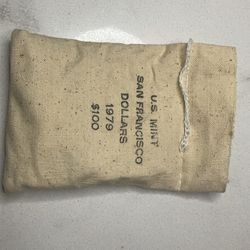 U.S. MINT
SAN FRANCISCO
DOLLARS
1979
$100